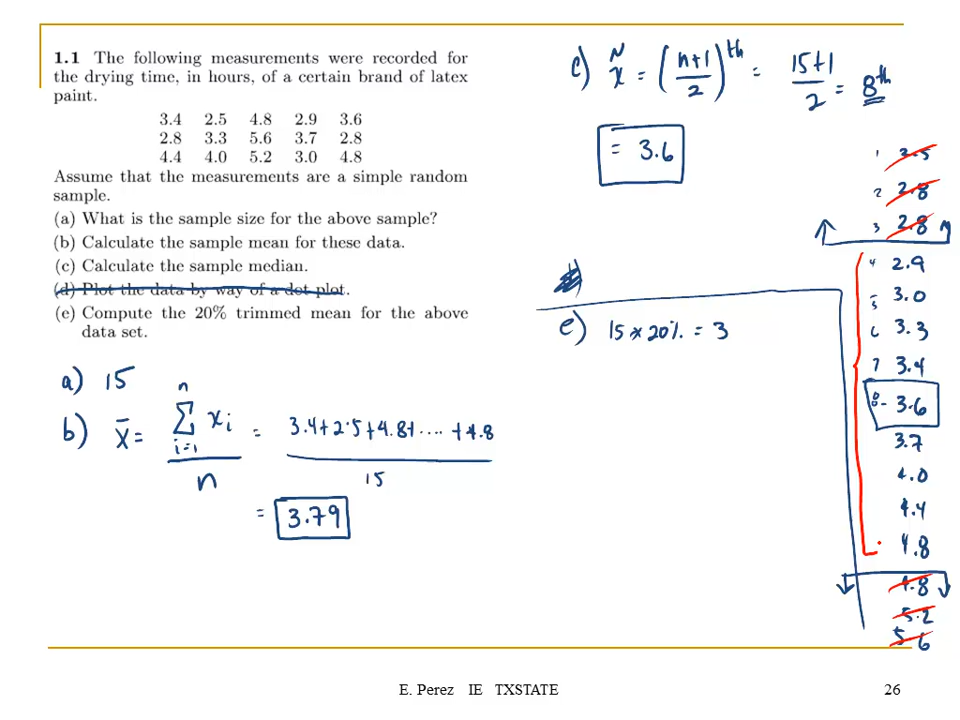 1.1 The following measurements were recorded for
the drying time, in hours, of a certain brand of latex
paint.
3.4 2.5 4.8 2.9 3.6
2.8 3.3 5.6 3.7 2.8
4.4 4.0 5.2 3.0 4.8
Assume that the measurements are a simple random
sample.
(a) What is the sample size for the above sample?
(b) Calculate the sample mean for these data.
(c) Calculate the sample median.
(d) Plot the data by way of a dot plot.
(e) Compute the 20% trimmed mean for the above
data set.
a) 15
b) x̄ = Σ xi / n = 3.4+2.5+4.8+....+4.8 / 15
n
i=1
= 3.79
c) x̃ = (n+1 / 2)th = 15+1 / 2 = 8th
= 3.6
e) 15 * 20% = 3
1 2.5
2 2.8
3 2.8
4 2.9
5 3.0
6 3.3
7 3.4
8- 3.6
3.7
4.0
4.4
4.8
4.8
5.2
5.6
E. Perez IE TXSTATE
26